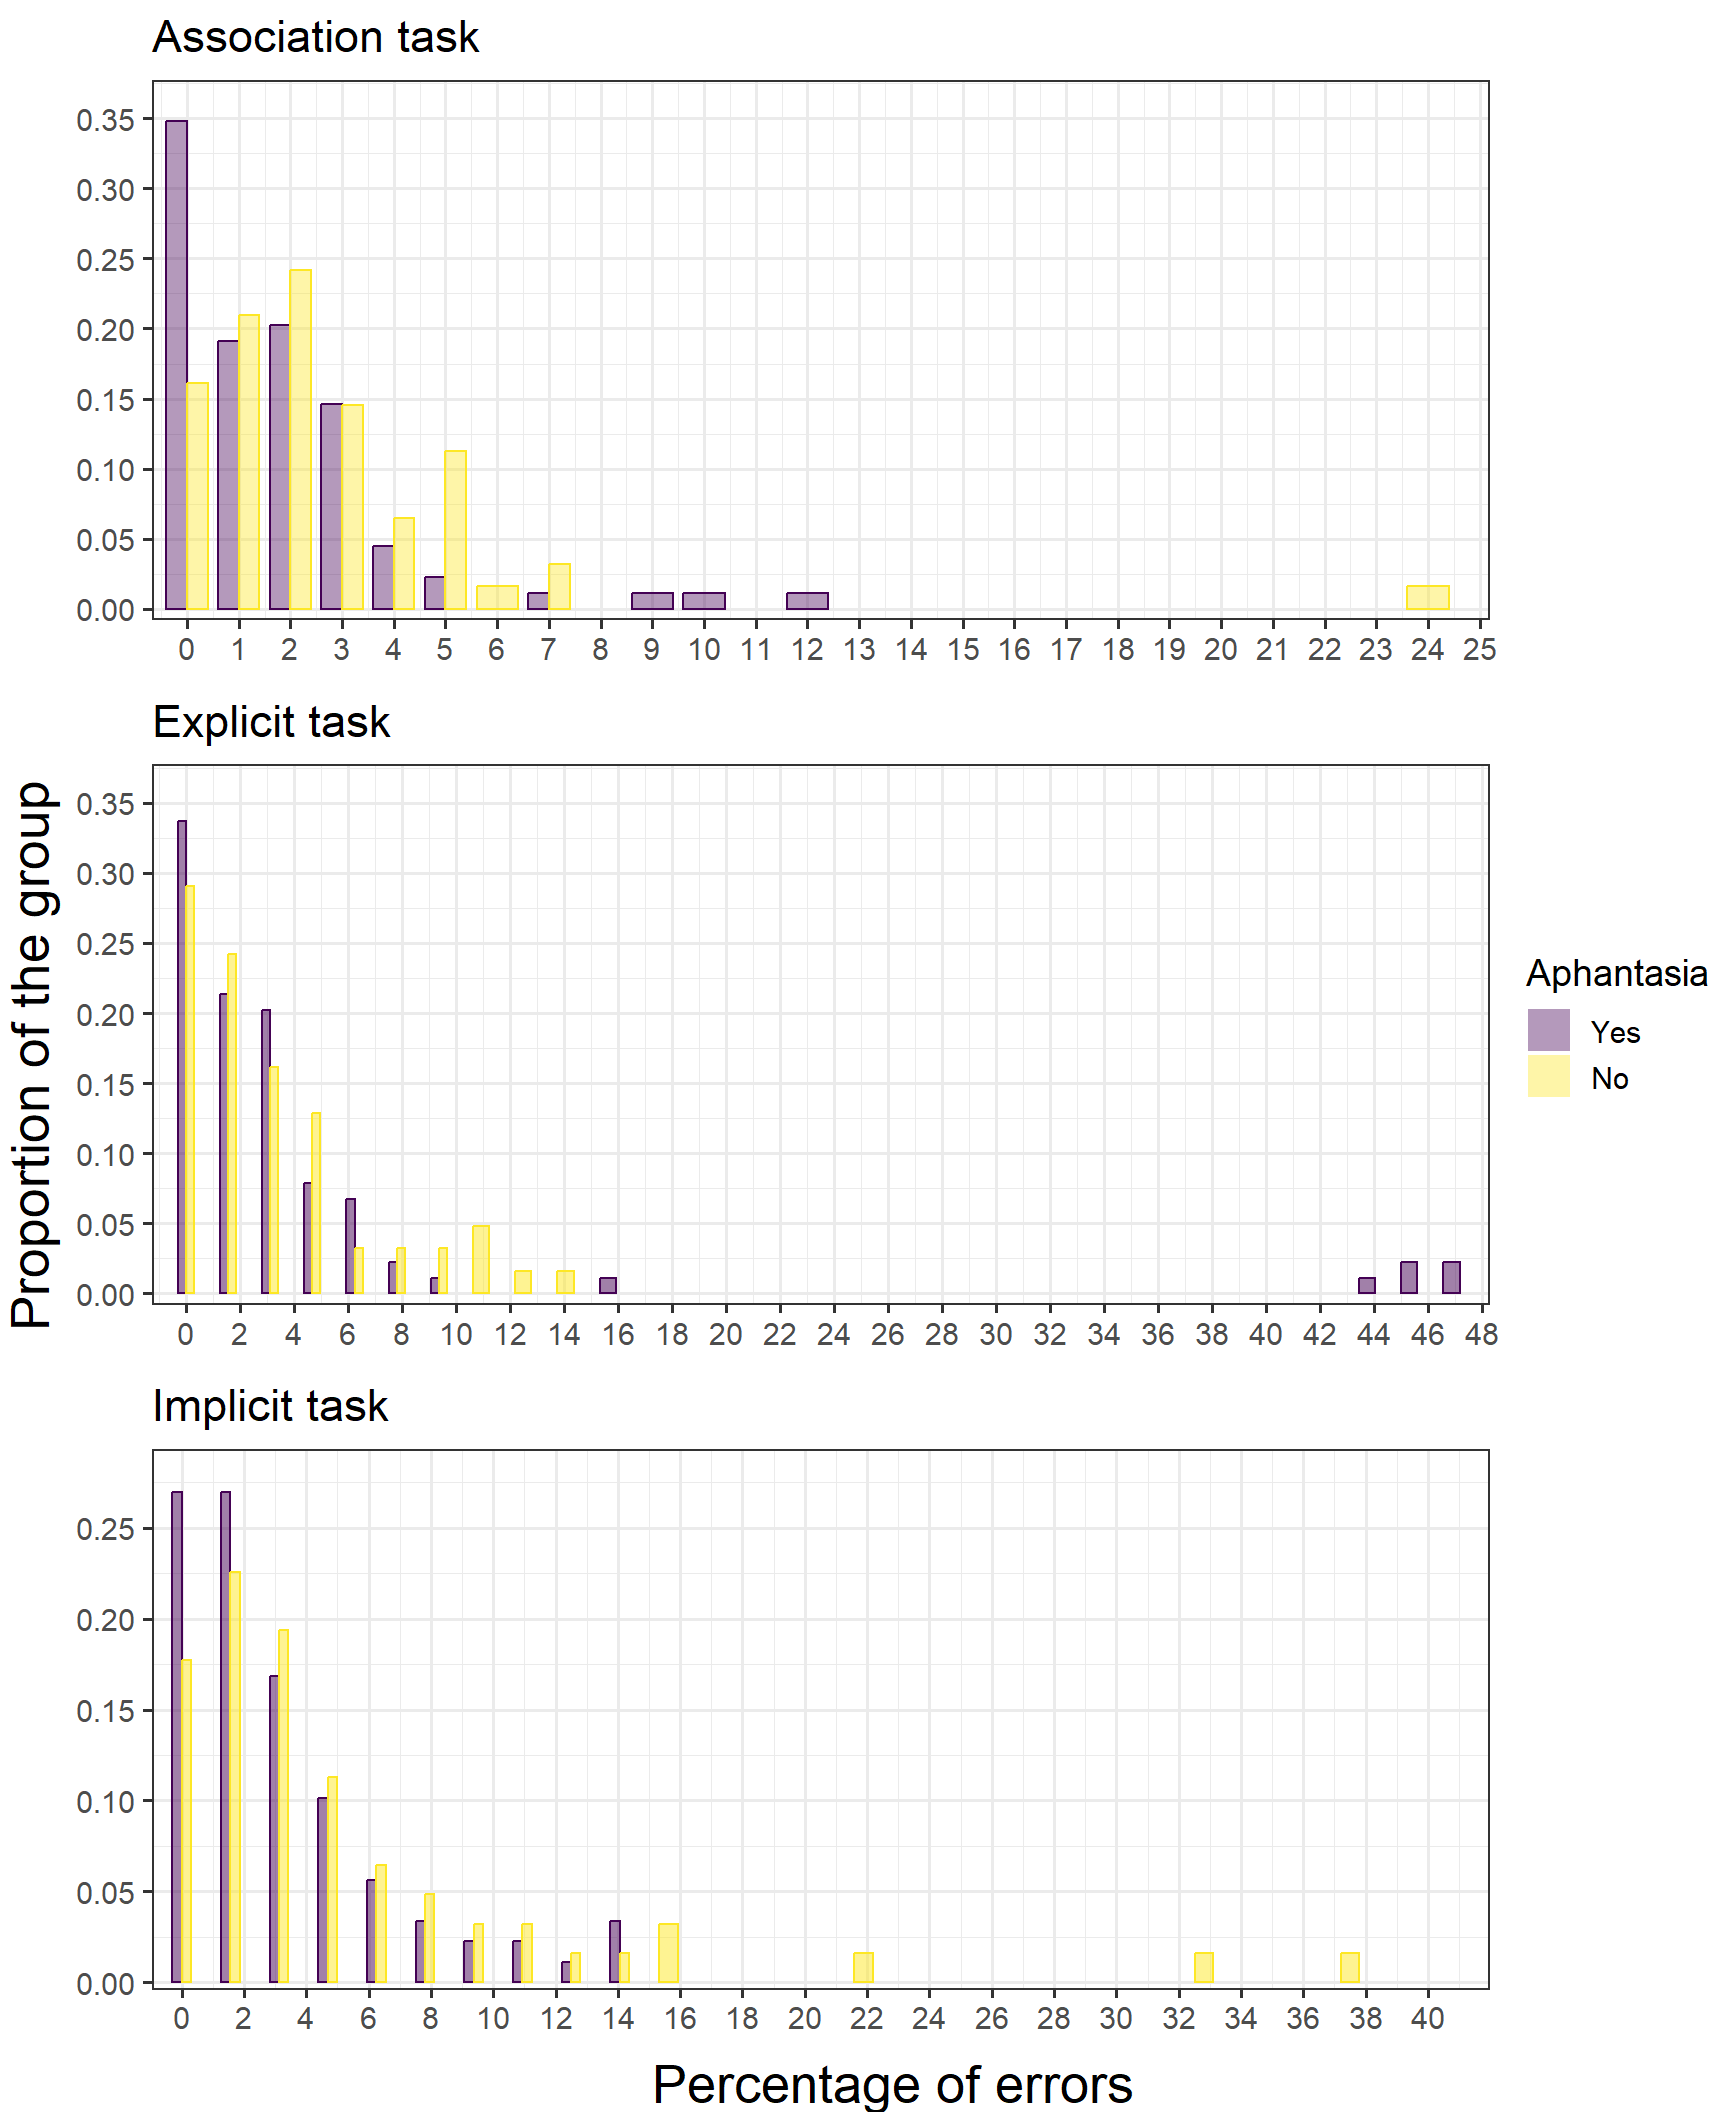 Association task
0.35
0.30
0.25
0.20
0.15
0.10
0.05
0.00
0 1 2 3 4 5 6 7 8 9 10 11 12 13 14 15 16 17 18 19 20 21 22 23 24 25
Explicit task
Proportion of the group
0.35
0.30
0.25
0.20
0.15
0.10
0.05
0.00
0 2 4 6 8 10 12 14 16 18 20 22 24 26 28 30 32 34 36 38 40 42 44 46 48
Aphantasia
Yes
No
Implicit task
0.25
0.20
0.15
0.10
0.05
0.00
0 2 4 6 8 10 12 14 16 18 20 22 24 26 28 30 32 34 36 38 40
Percentage of errors